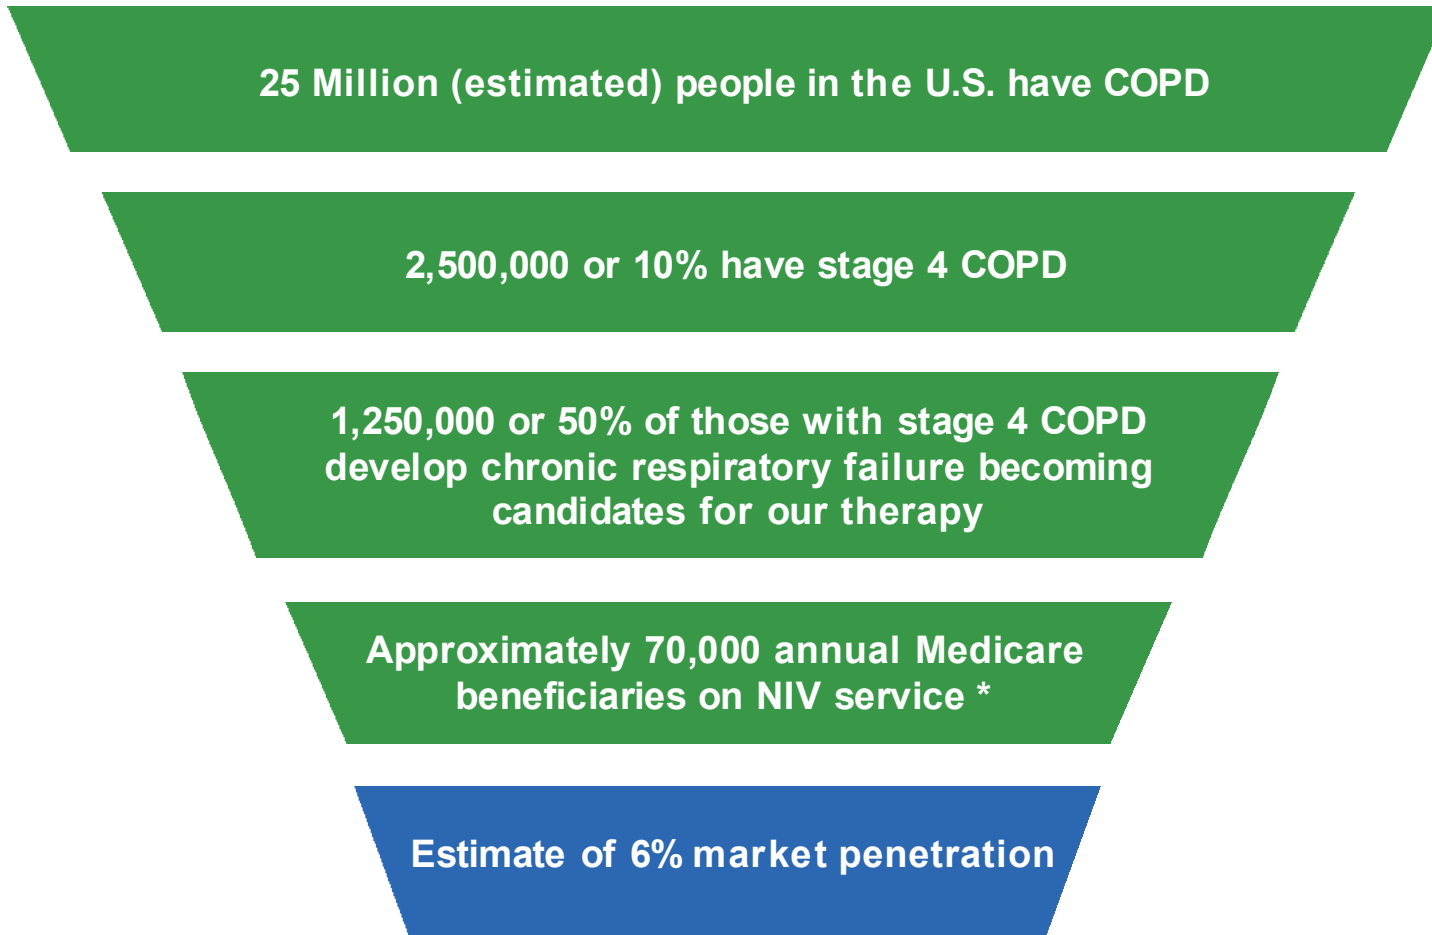 25 Million (estimated) people in the U.S. have COPD
2,500,000 or 10% have stage 4 COPD
1,250,000 or 50% of those with stage 4 COPD
develop chronic respiratory failure becoming
candidates for our therapy
Approximately 70,000 annual Medicare
beneficiaries on NIV service *
Estimate of 6% market penetration